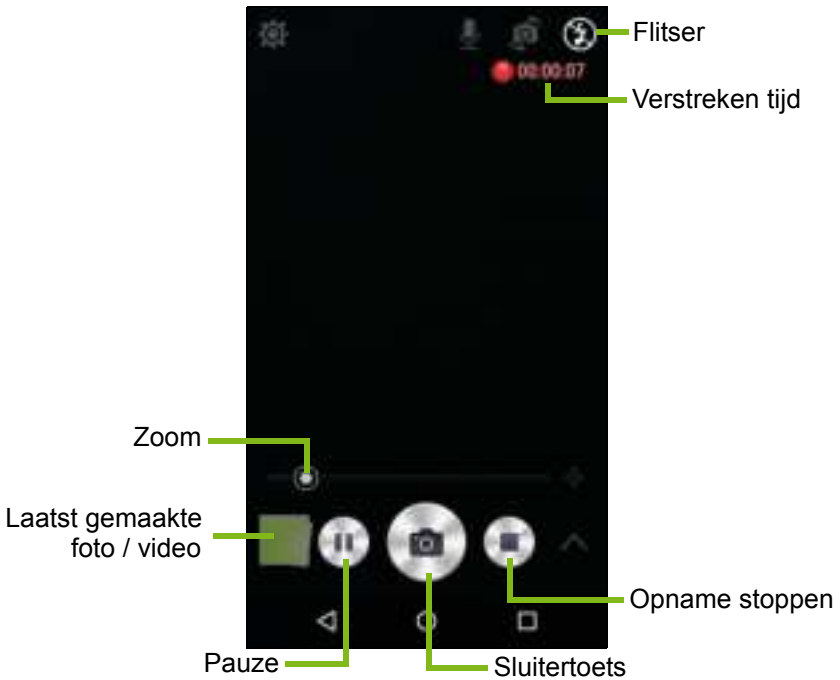 Flitser
00:00:07
Verstreken tijd
Zoom
Laatst gemaakte
foto / video
Opname stoppen
Pauze
Sluitertoets